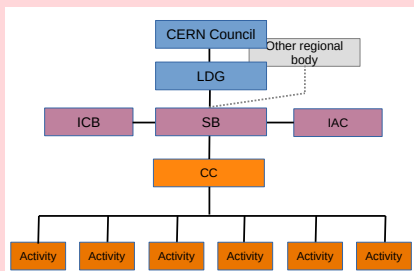 CERN Council
Other regional
body
LDG
ICB
SB
IAC
CC
Activity
Activity
Activity
Activity
Activity
Activity